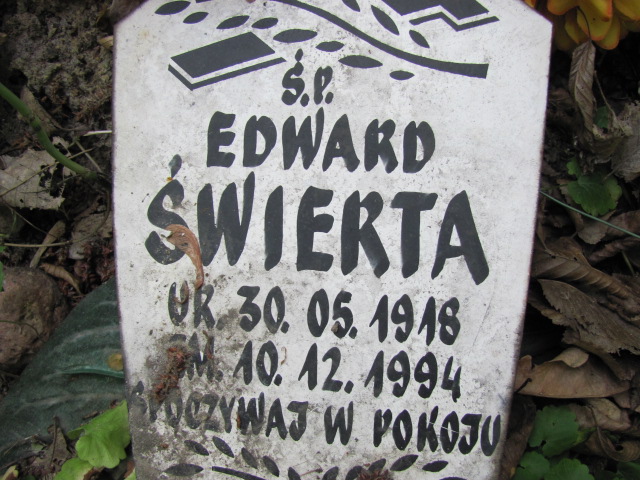 Ś.P.
EDWARD
ŚWIERTA
UR. 30. 05. 1918
ZM. 10. 12. 1994
SPOCZYWAJ W POKOJU